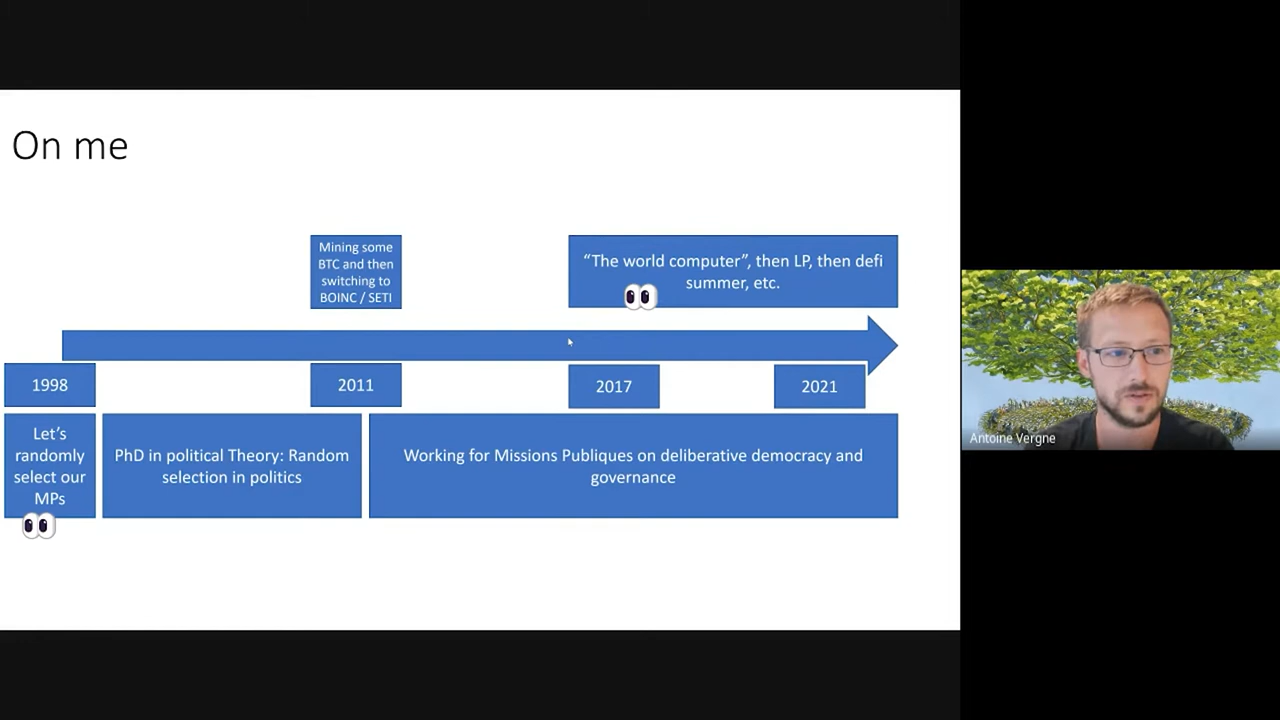 On me
Mining some
BTC and then
switching to
BOINC / SETI
“The world computer”, then LP, then defi
summer, etc.
1998
2011
2017
2021
Let’s
randomly
select our
MPs
PhD in political Theory: Random
selection in politics
Working for Missions Publiques on deliberative democracy and
governance
Antoine Vergne